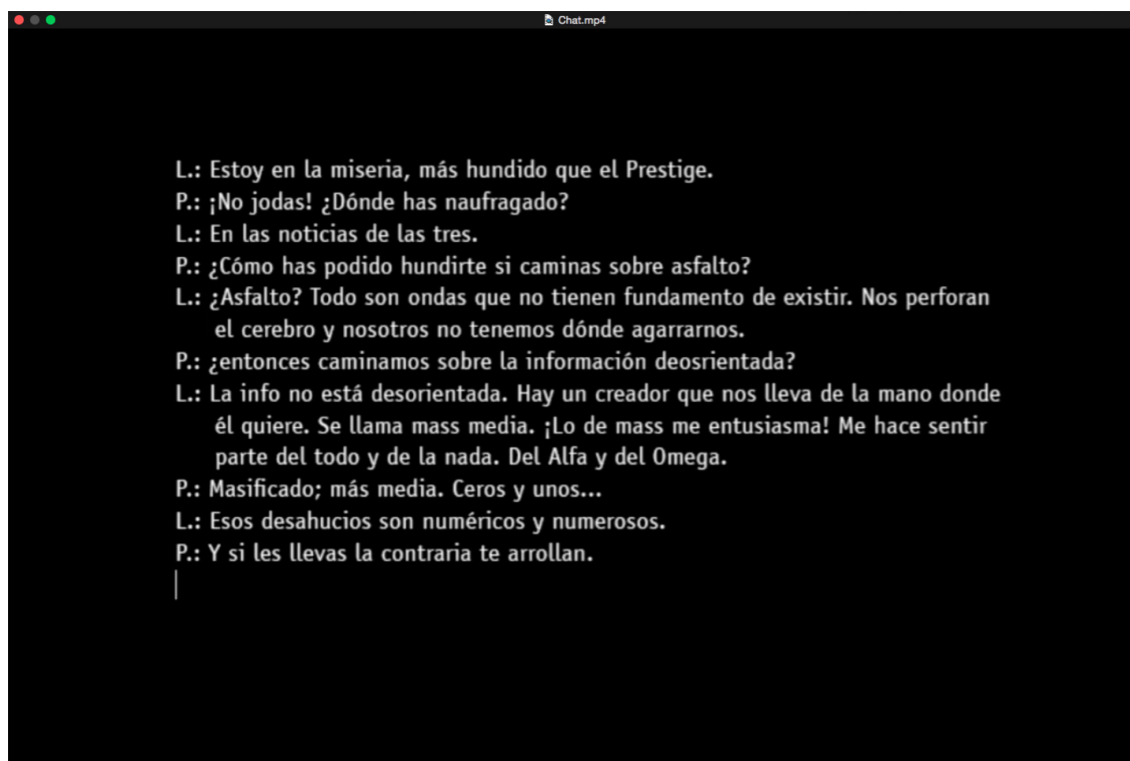 Chat.mp4
L.: Estoy en la miseria, más hundido que el Prestige.
P.: ¡No jodas! ¿Dónde has naufragado?
L.: En las noticias de las tres.
P.: ¿Cómo has podido hundirte si caminas sobre asfalto?
L.: ¿Asfalto? Todo son ondas que no tienen fundamento de existir. Nos perforan
el cerebro y nosotros no tenemos dónde agarrarnos.
P.: ¿entonces caminamos sobre la información deosrientada?
L.: La info no está desorientada. Hay un creador que nos lleva de la mano donde
él quiere. Se llama mass media. ¡Lo de mass me entusiasma! Me hace sentir
parte del todo y de la nada. Del Alfa y del Omega.
P.: Masificado; más media. Ceros y unos...
L.: Esos desahucios son numéricos y numerosos.
P.: Y si les llevas la contraria te arrollan.